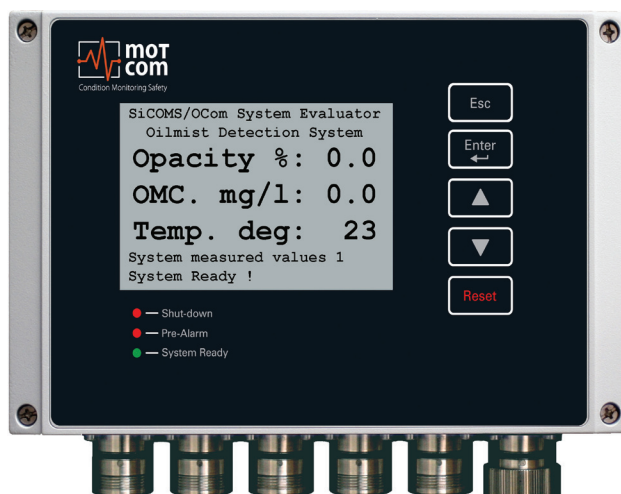 MOT
COM
Condition Monitoring Safety
SiCOMS/OCom System Evaluator
Oilmist Detection System
Opacity %: 0.0
OMC. mg/l: 0.0
Temp. deg: 23
System measured values 1
System Ready !
Shut-down
Pre-Alarm
System Ready
Esc
Enter
Reset